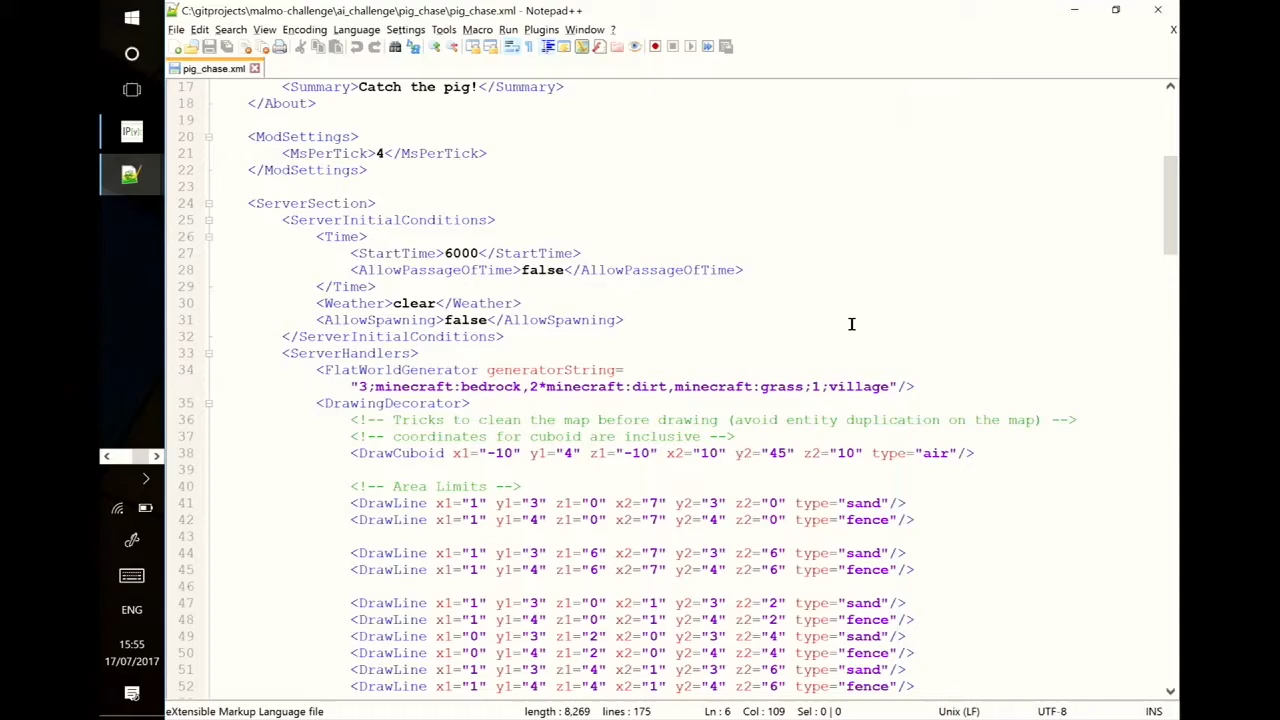 C:\gitprojects\malmo-challenge\ai_challenge\pig_chase\pig_chase.xml - Notepad++
File Edit Search View Encoding Language Settings Tools Macro Run Plugins Window ?
X
pig_chase.xml
17 <Summary>Catch the pig!</Summary>
18 </About>
19
20 <ModSettings>
21 <MsPerTick>4</MsPerTick>
22 </ModSettings>
23
24 <ServerSection>
25 <ServerInitialConditions>
26 <Time>
27 <StartTime>6000</StartTime>
28 <AllowPassageOfTime>false</AllowPassageOfTime>
29 </Time>
30 <Weather>clear</Weather>
31 <AllowSpawning>false</AllowSpawning>
32 </ServerInitialConditions>
33 <ServerHandlers>
34 <FlatWorldGenerator generatorString=
"3;minecraft:bedrock,2*minecraft:dirt,minecraft:grass;1;village"/>
35 <DrawingDecorator>
36 <!-- Tricks to clean the map before drawing (avoid entity duplication on the map) -->
37 <!-- coordinates for cuboid are inclusive -->
38 <DrawCuboid x1="-10" y1="4" z1="-10" x2="10" y2="45" z2="10" type="air"/>
39
40 <!-- Area Limits -->
41 <DrawLine x1="1" y1="3" z1="0" x2="7" y2="3" z2="0" type="sand"/>
42 <DrawLine x1="1" y1="4" z1="0" x2="7" y2="4" z2="0" type="fence"/>
43
44 <DrawLine x1="1" y1="3" z1="6" x2="7" y2="3" z2="6" type="sand"/>
45 <DrawLine x1="1" y1="4" z1="6" x2="7" y2="4" z2="6" type="fence"/>
46
47 <DrawLine x1="1" y1="3" z1="0" x2="1" y2="3" z2="2" type="sand"/>
48 <DrawLine x1="1" y1="4" z1="0" x2="1" y2="4" z2="2" type="fence"/>
49 <DrawLine x1="0" y1="3" z1="2" x2="0" y2="3" z2="4" type="sand"/>
50 <DrawLine x1="0" y1="4" z1="2" x2="0" y2="4" z2="4" type="fence"/>
51 <DrawLine x1="1" y1="3" z1="4" x2="1" y2="3" z2="6" type="sand"/>
52 <DrawLine x1="1" y1="4" z1="4" x2="1" y2="4" z2="6" type="fence"/>
eXtensible Markup Language file length : 8,269 lines : 175 Ln : 6 Col : 109 Sel : 0 | 0 Unix (LF) UTF-8 INS
IP[y]:
ENG
15:55
17/07/2017